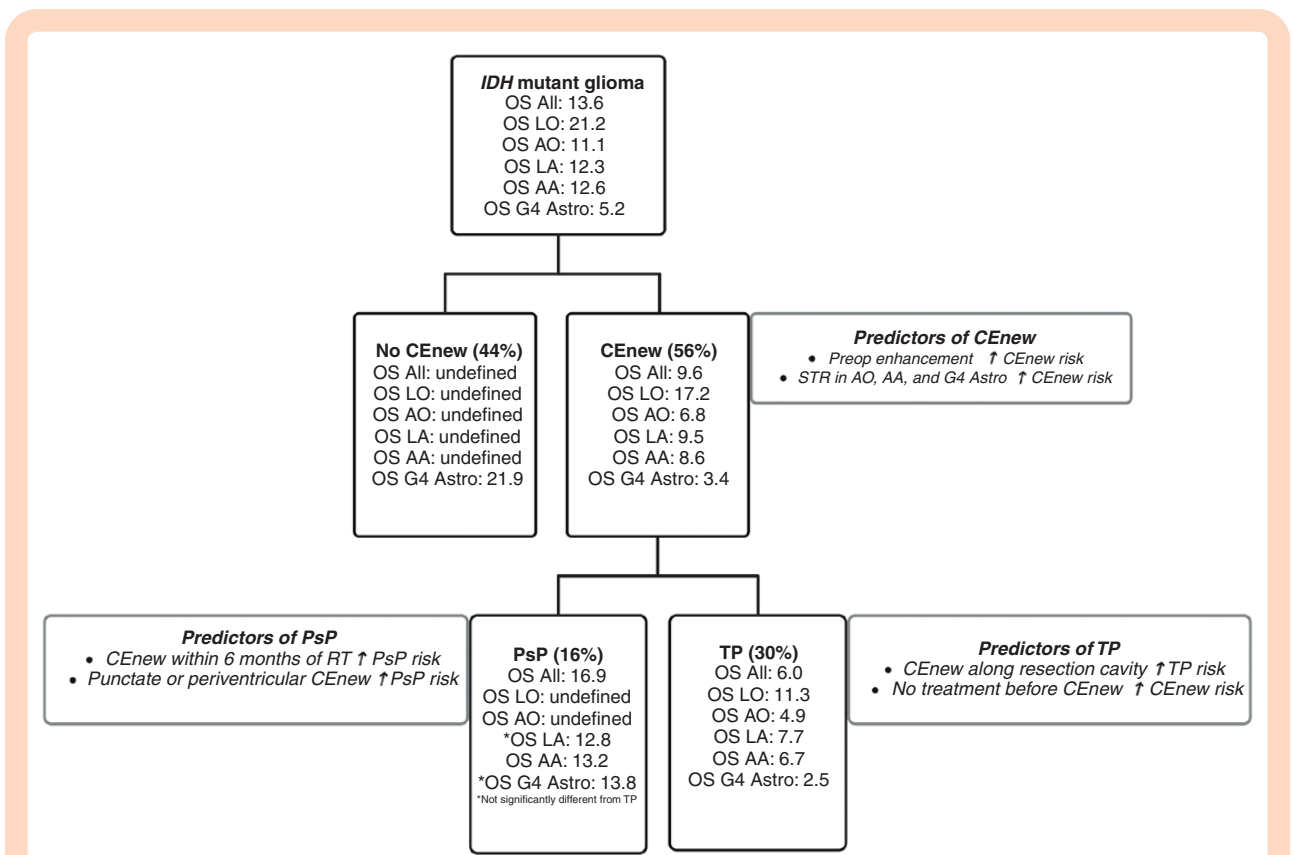 IDH mutant glioma
OS All: 13.6
OS LO: 21.2
OS AO: 11.1
OS LA: 12.3
OS AA: 12.6
OS G4 Astro: 5.2
No CEnew (44%)
OS All: undefined
OS LO: undefined
OS AO: undefined
OS LA: undefined
OS AA: undefined
OS G4 Astro: 21.9
CEnew (56%)
OS All: 9.6
OS LO: 17.2
OS AO: 6.8
OS LA: 9.5
OS AA: 8.6
OS G4 Astro: 3.4
Predictors of CEnew
• Preop enhancement ↑ CEnew risk
• STR in AO, AA, and G4 Astro ↑ CEnew risk
Predictors of PsP
• CEnew within 6 months of RT ↑ PsP risk
• Punctate or periventricular CEnew ↑ PsP risk
PsP (16%)
OS All: 16.9
OS LO: undefined
OS AO: undefined
*OS LA: 12.8
OS AA: 13.2
*OS G4 Astro: 13.8
*Not significantly different from TP
TP (30%)
OS All: 6.0
OS LO: 11.3
OS AO: 4.9
OS LA: 7.7
OS AA: 6.7
OS G4 Astro: 2.5
Predictors of TP
• CEnew along resection cavity ↑ TP risk
• No treatment before CEnew ↑ CEnew risk